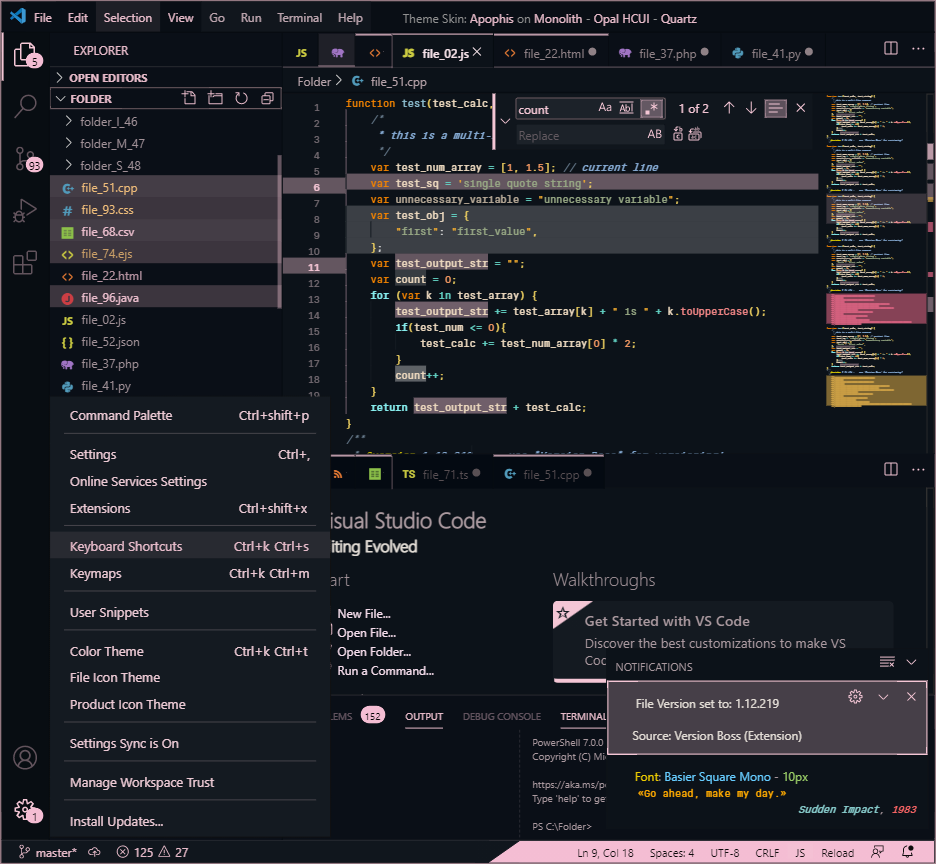 File Edit Selection View Go Run Terminal Help Theme Skin: Apophis on Monolith - Opal HCUI - Quartz
EXPLORER
JS file_02.js file_22.html file_37.php file_41.py
JS
5
OPEN EDITORS
Folder > file_51.cpp
FOLDER
folder_I_46
folder_M_47
folder_S_48
file_51.cpp
file_93.css
file_68.csv
file_74.ejs
file_22.html
file_96.java
JS file_02.js
file_52.json
file_37.php
file_41.py
93
count Aa Abl .* 1 of 2
Replace AB
1 function test(test_calc,
2 /*
3 * this is a multi-
4 */
5 var test_num_array = [1, 1.5]; // current line
6 var test_sq = 'single quote string';
7 var unnecessary_variable = "unnecessary variable";
8 var test_obj = {
9 "first": "first_value",
10 };
11 var test_output_str = "";
12 var count = 0;
13 for (var k in test_array) {
14 test_output_str += test_array[k] + " is " + k.toUpperCase();
15 if(test_num <= 0){
16 test_calc += test_num_array[0] * 2;
17 }
18 count++;
19 }
return test_output_str + test_calc;
}
/**
Command Palette Ctrl+shift+p
Settings Ctrl+,
Online Services Settings
Extensions Ctrl+shift+x
Keyboard Shortcuts Ctrl+k Ctrl+s
Keymaps Ctrl+k Ctrl+m
User Snippets
Color Theme Ctrl+k Ctrl+t
File Icon Theme
Product Icon Theme
Settings Sync is On
Manage Workspace Trust
Install Updates...
1
TS file_71.ts file_51.cpp
isual Studio Code
iting Evolved
art
New File...
Open File...
Open Folder...
Run a Command...
Walkthroughs
Get Started with VS Code
Discover the best customizations to make VS
Coc
NOTIFICATIONS
File Version set to: 1.12.219
Source: Version Boss (Extension)
LEMS 152 OUTPUT DEBUG CONSOLE TERMINAL
PowerShell 7.0.0
Copyright (C) Mi
https://aka.ms/p
Type 'help' to ge
PS C:\Folder>
Font: Basier Square Mono - 10px
«Go ahead, make my day.»
Sudden Impact, 1983
master* 125 27 Ln 9, Col 18 Spaces: 4 UTF-8 CRLF JS Reload